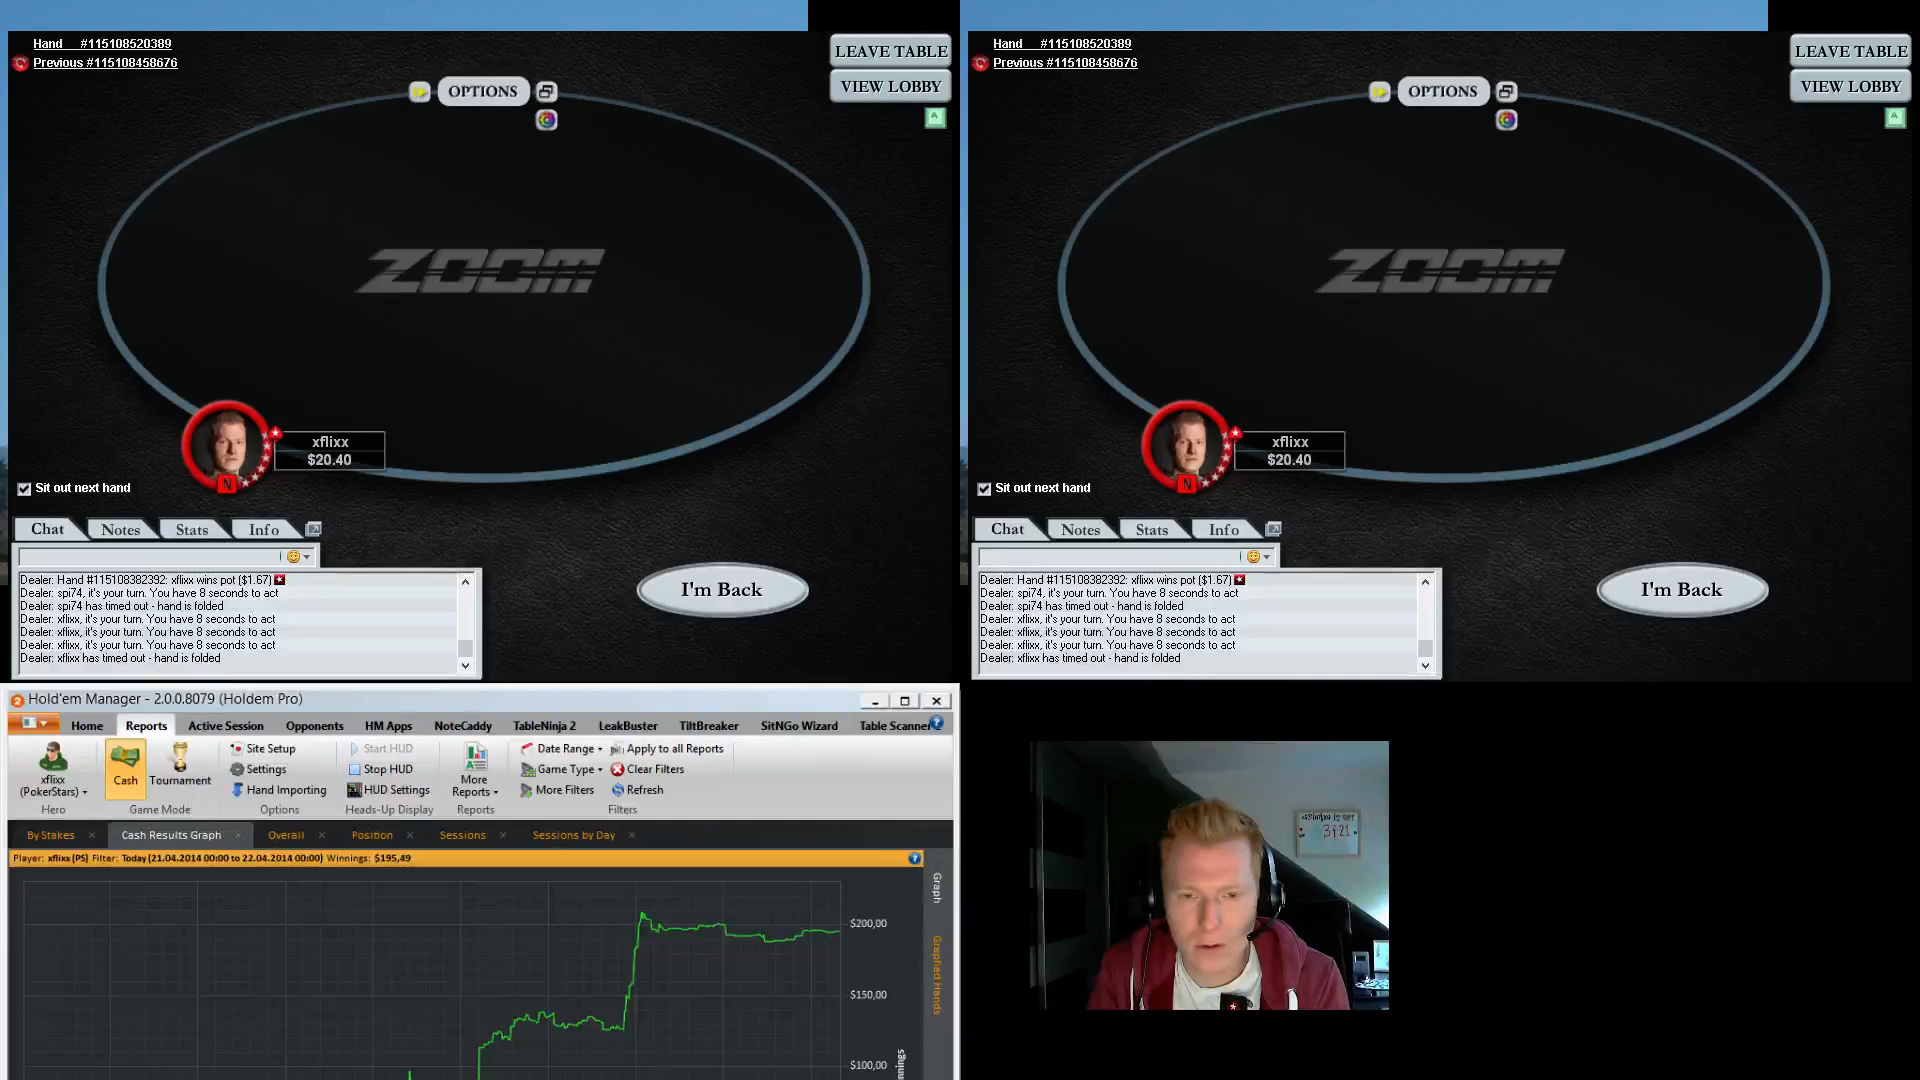 Hand #115108520389
Previous #115108458676
LEAVE TABLE
VIEW LOBBY
OPTIONS
A
ZOOM
xflixx
$20.40
N
Sit out next hand
Chat Notes Stats Info
I'm Back
Dealer: Hand #115108382392: xflixx wins pot ($1.67)
Dealer: spi74, it's your turn. You have 8 seconds to act
Dealer: spi74 has timed out - hand is folded
Dealer: xflixx, it's your turn. You have 8 seconds to act
Dealer: xflixx, it's your turn. You have 8 seconds to act
Dealer: xflixx, it's your turn. You have 8 seconds to act
Dealer: xflixx has timed out - hand is folded
Hand #115108520389
Previous #115108458676
LEAVE TABLE
VIEW LOBBY
OPTIONS
A
ZOOM
xflixx
$20.40
N
Sit out next hand
Chat Notes Stats Info
I'm Back
Dealer: Hand #115108382392: xflixx wins pot ($1.67)
Dealer: spi74, it's your turn. You have 8 seconds to act
Dealer: spi74 has timed out - hand is folded
Dealer: xflixx, it's your turn. You have 8 seconds to act
Dealer: xflixx, it's your turn. You have 8 seconds to act
Dealer: xflixx, it's your turn. You have 8 seconds to act
Dealer: xflixx has timed out - hand is folded
2 Hold'em Manager - 2.0.0.8079 (Holdem Pro)
Home Reports Active Session Opponents HM Apps NoteCaddy TableNinja 2 LeakBuster TiltBreaker SitNGo Wizard Table Scanner
xflixx
(PokerStars)
Hero
Cash Tournament
Game Mode
Site Setup
Settings
Hand Importing
Options
Start HUD
Stop HUD
HUD Settings
Heads-Up Display
More
Reports
Reports
Date Range Apply to all Reports
Game Type Clear Filters
More Filters Refresh
Filters
By Stakes Cash Results Graph Overall Position Sessions Sessions by Day
Player: xflixx (PS) Filter: Today (21.04.2014 00:00 to 22.04.2014 00:00) Winnings: $195,49
Graph
Graphed Hands
$200,00
$150,00
$100,00
3f21